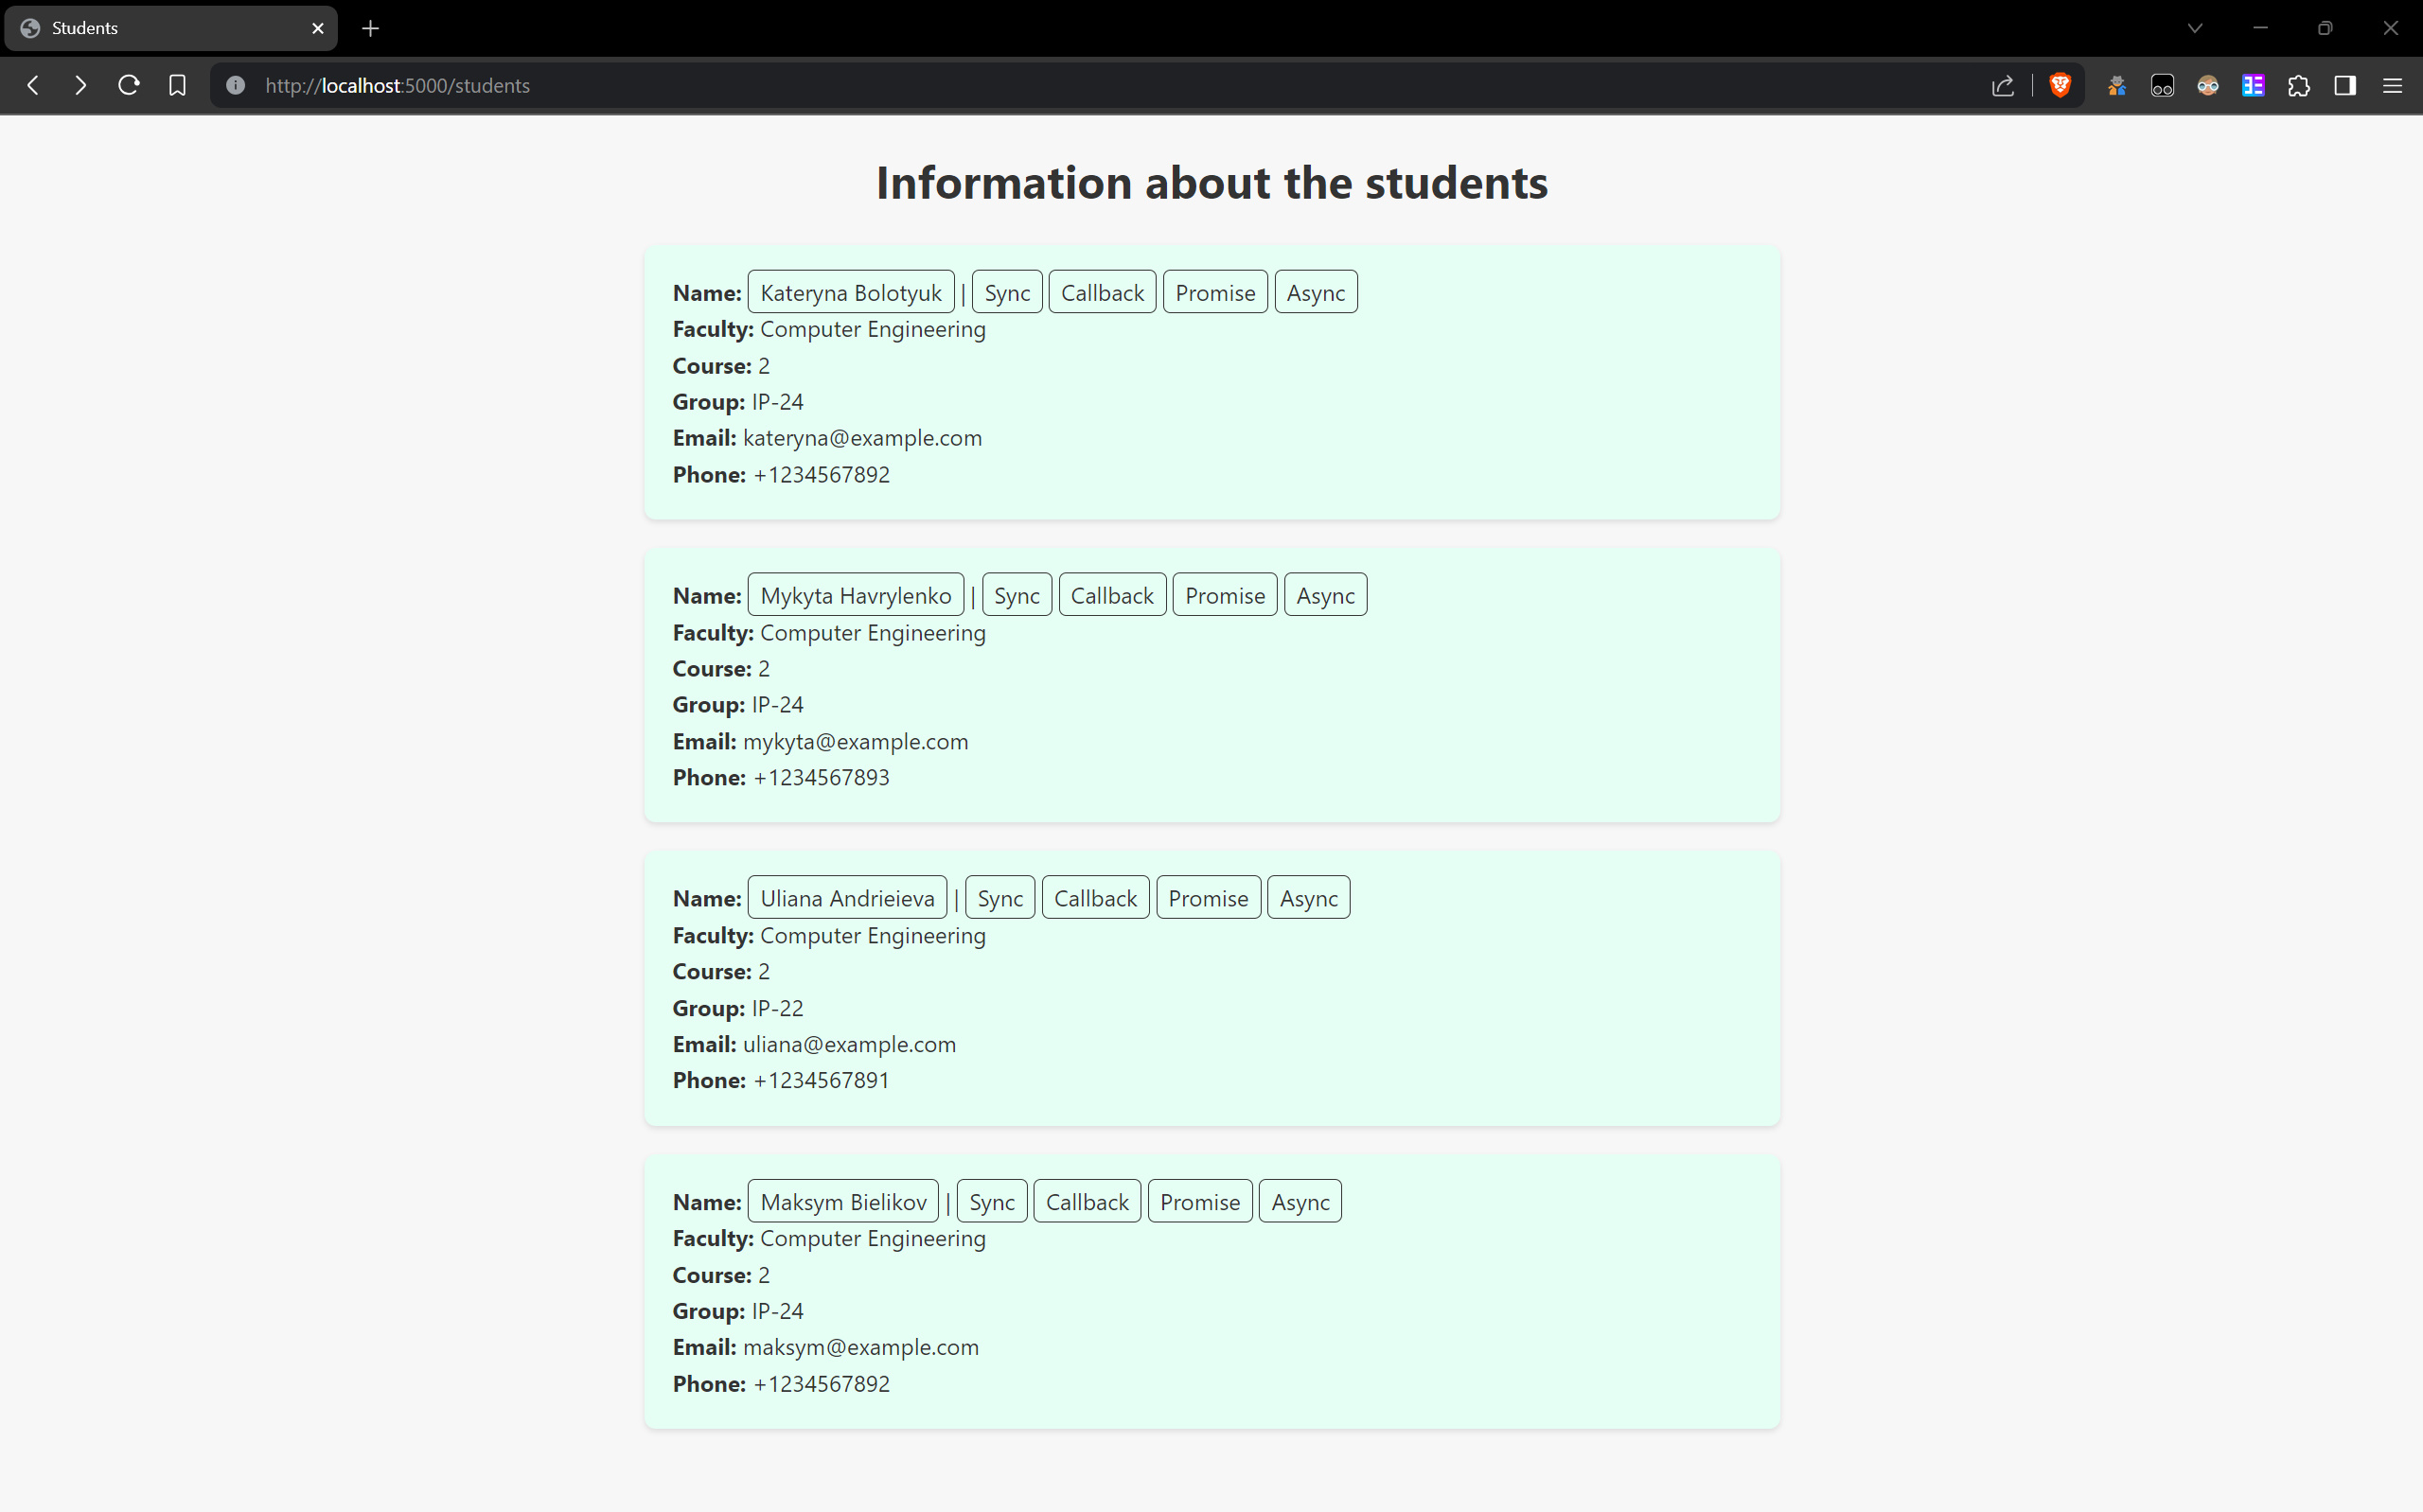 Students
http://localhost:5000/students
Information about the students
Name: Kateryna Bolotyuk | Sync Callback Promise Async
Faculty: Computer Engineering
Course: 2
Group: IP-24
Email: kateryna@example.com
Phone: +1234567892
Name: Mykyta Havrylenko | Sync Callback Promise Async
Faculty: Computer Engineering
Course: 2
Group: IP-24
Email: mykyta@example.com
Phone: +1234567893
Name: Uliana Andrieieva | Sync Callback Promise Async
Faculty: Computer Engineering
Course: 2
Group: IP-22
Email: uliana@example.com
Phone: +1234567891
Name: Maksym Bielikov | Sync Callback Promise Async
Faculty: Computer Engineering
Course: 2
Group: IP-24
Email: maksym@example.com
Phone: +1234567892